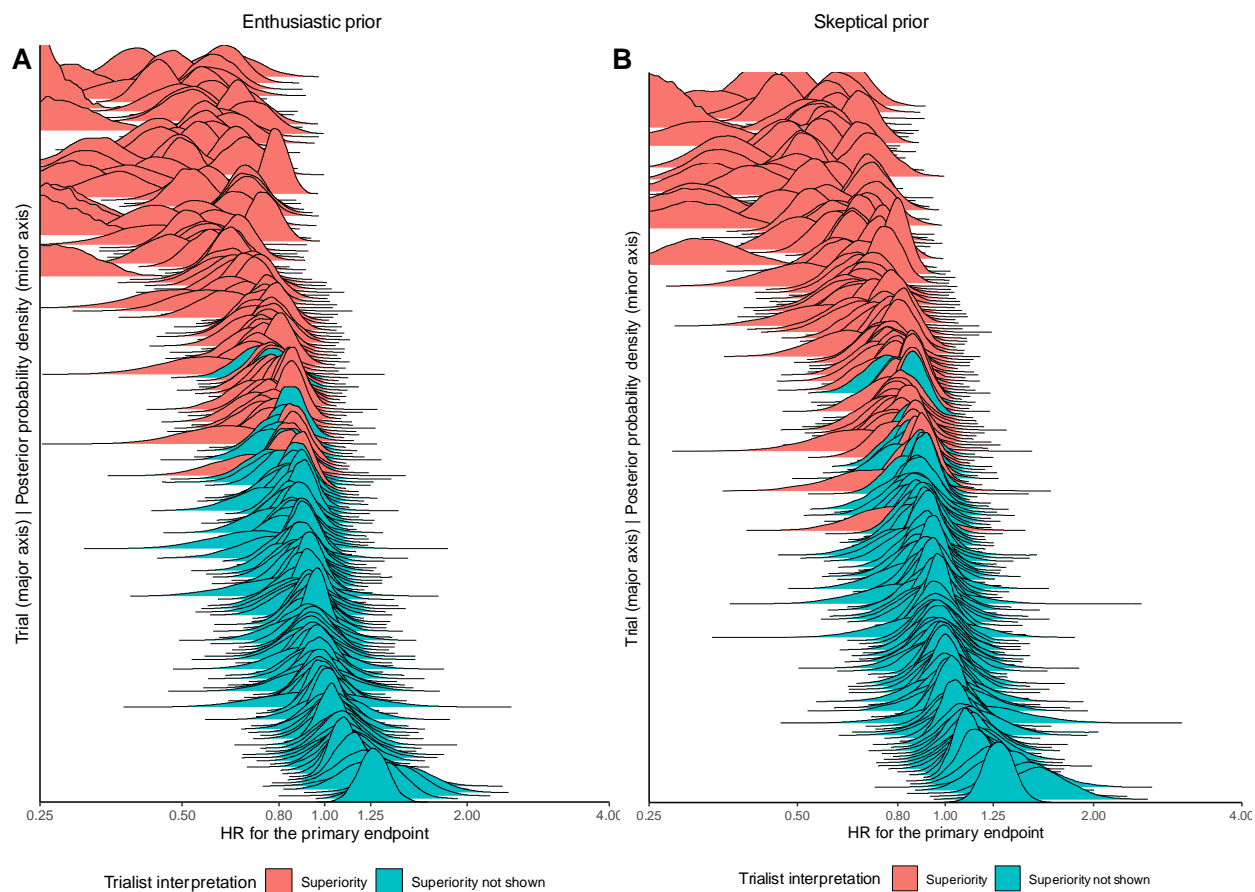 Enthusiastic prior
Skeptical prior
A
B
Trial (major axis) | Posterior probability density (minor axis)
Trial (major axis) | Posterior probability density (minor axis)
0.25 0.50 0.80 1.00 1.25 2.00 4.00
0.25 0.50 0.80 1.00 1.25 2.00 4.00
HR for the primary endpoint
HR for the primary endpoint
Trialist interpretation Superiority Superiority not shown
Trialist interpretation Superiority Superiority not shown